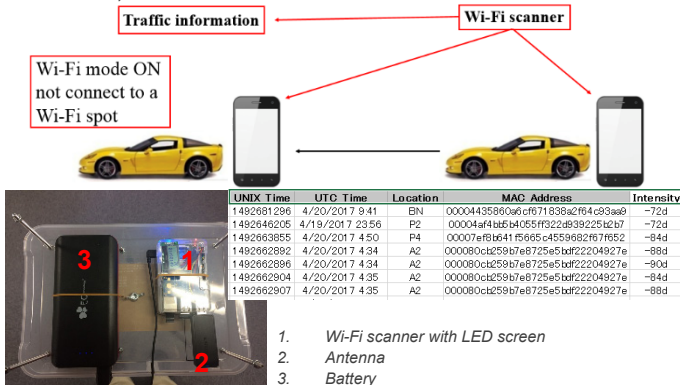 Traffic information
Wi-Fi scanner
Wi-Fi mode ON
not connect to a
Wi-Fi spot
UNIX Time UTC Time Location MAC Address Intensity
1492681296 4/20/2017 9:41 BN 00004435860a6cf671838a2f64c93aa9 -72d
1492646205 4/19/2017 23:56 P2 00004af4bb5b4055ff322d939225b2b7 -72d
1492663855 4/20/2017 4:50 P4 00007ef8b641f5665c4559682f67f652 -84d
1492662892 4/20/2017 4:34 A2 000080cb259b7e8725e5bdf22204927e -88d
1492662896 4/20/2017 4:34 A2 000080cb259b7e8725e5bdf22204927e -90d
1492662904 4/20/2017 4:35 A2 000080cb259b7e8725e5bdf22204927e -84d
1492662907 4/20/2017 4:35 A2 000080cb259b7e8725e5bdf22204927e -88d
3
1
2
1. Wi-Fi scanner with LED screen
2. Antenna
3. Battery